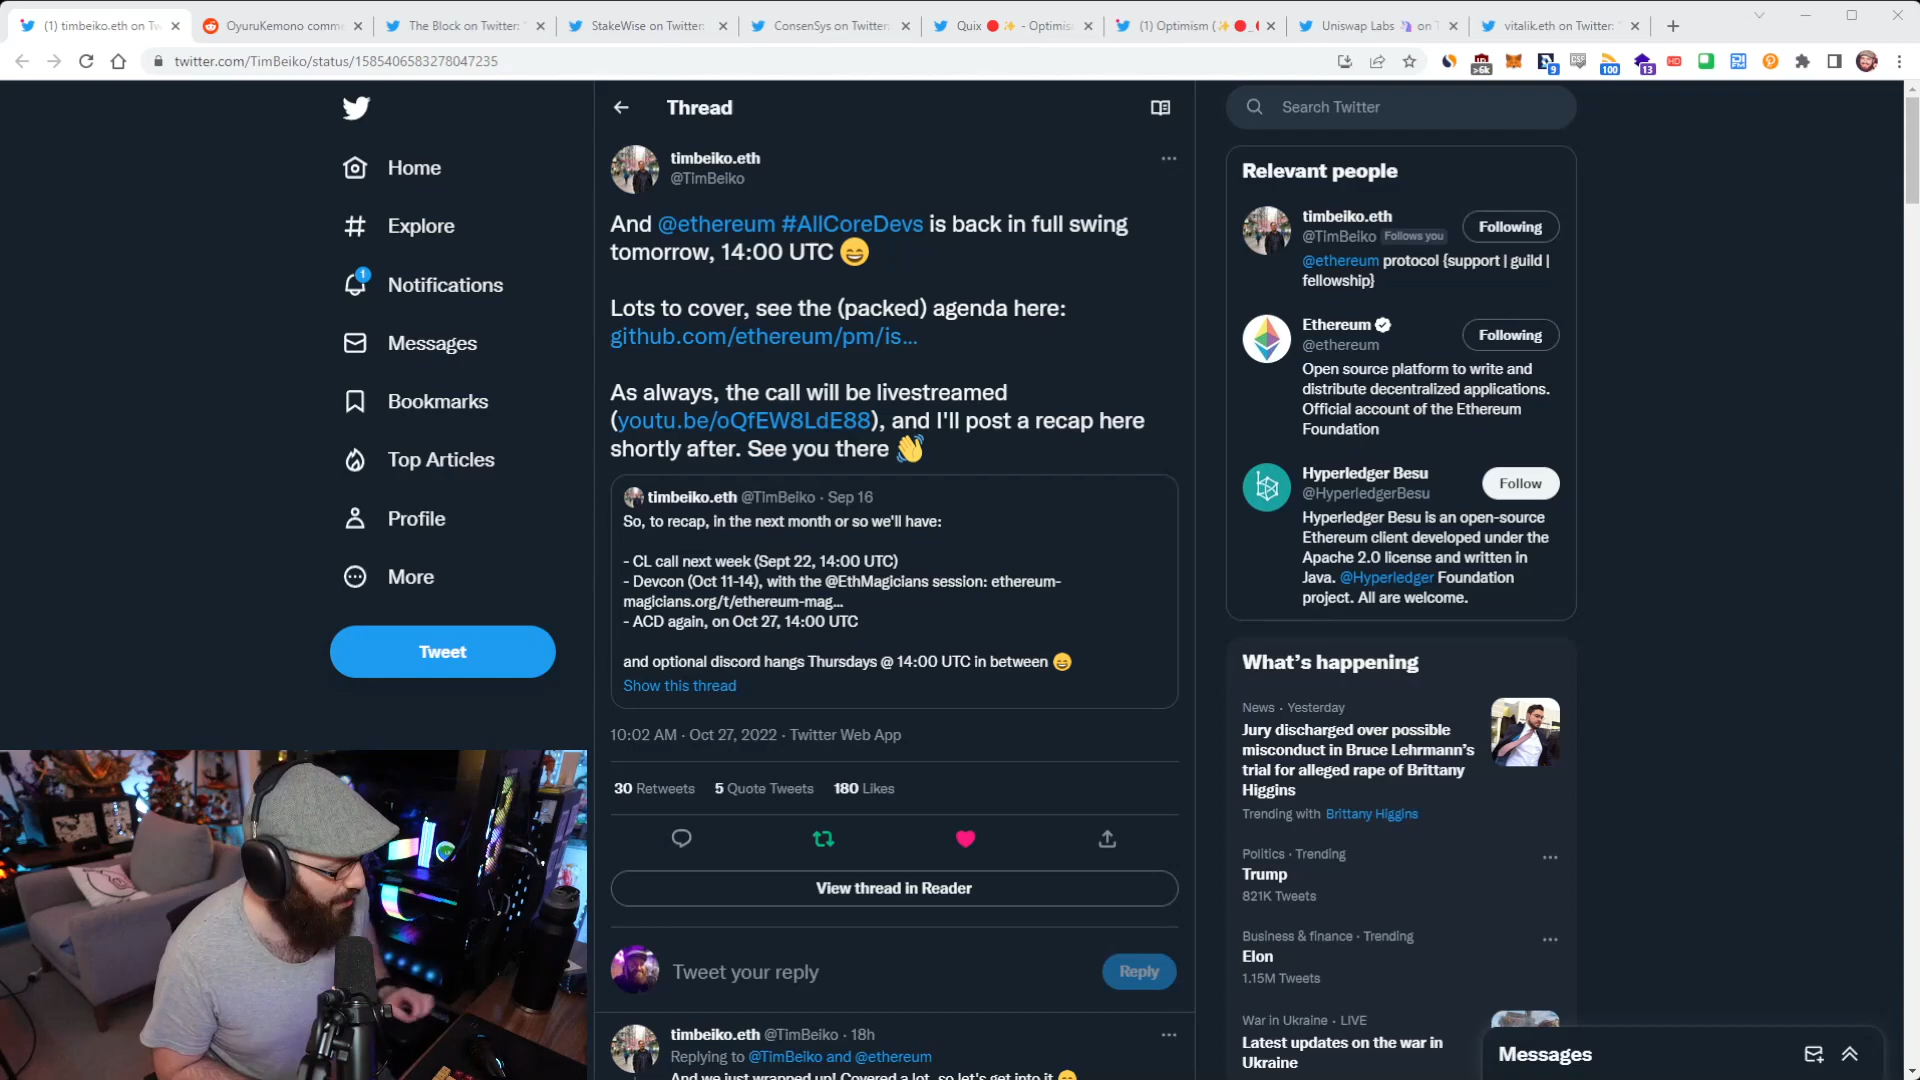 (1) timbeiko.eth on Tw
OyuruKemono comme
The Block on Twitter: "
StakeWise on Twitter:
ConsenSys on Twitter:
Quix 🔴✨ - Optimis
(1) Optimism (✨🔴_
Uniswap Labs 🦄 on T
vitalik.eth on Twitter: "
twitter.com/TimBeiko/status/1585406583278047235
>6k
9
100
13
HD
Home
Explore
1
Notifications
Messages
Bookmarks
Top Articles
Profile
More
Tweet
Thread
timbeiko.eth
@TimBeiko
And @ethereum #AllCoreDevs is back in full swing
tomorrow, 14:00 UTC 😄
Lots to cover, see the (packed) agenda here:
github.com/ethereum/pm/is…
As always, the call will be livestreamed
(youtu.be/oQfEW8LdE88), and I'll post a recap here
shortly after. See you there 👋
timbeiko.eth @TimBeiko · Sep 16
So, to recap, in the next month or so we'll have:
- CL call next week (Sept 22, 14:00 UTC)
- Devcon (Oct 11-14), with the @EthMagicians session: ethereum-
magicians.org/t/ethereum-mag…
- ACD again, on Oct 27, 14:00 UTC
and optional discord hangs Thursdays @ 14:00 UTC in between 😄
Show this thread
10:02 AM · Oct 27, 2022 · Twitter Web App
30 Retweets 5 Quote Tweets 180 Likes
View thread in Reader
Tweet your reply
Reply
timbeiko.eth @TimBeiko · 18h
Replying to @TimBeiko and @ethereum
And we just wrapped up! Covered a lot, so let's get into it 😄
Search Twitter
Relevant people
timbeiko.eth
@TimBeiko Follows you
Following
@ethereum protocol {support | guild |
fellowship}
Ethereum
@ethereum
Following
Open source platform to write and
distribute decentralized applications.
Official account of the Ethereum
Foundation
Hyperledger Besu
@HyperledgerBesu
Follow
Hyperledger Besu is an open-source
Ethereum client developed under the
Apache 2.0 license and written in
Java. @Hyperledger Foundation
project. All are welcome.
What's happening
News · Yesterday
Jury discharged over possible
misconduct in Bruce Lehrmann's
trial for alleged rape of Brittany
Higgins
Trending with Brittany Higgins
Politics · Trending
Trump
821K Tweets
Business & finance · Trending
Elon
1.15M Tweets
War in Ukraine · LIVE
Latest updates on the war in
Ukraine
Messages